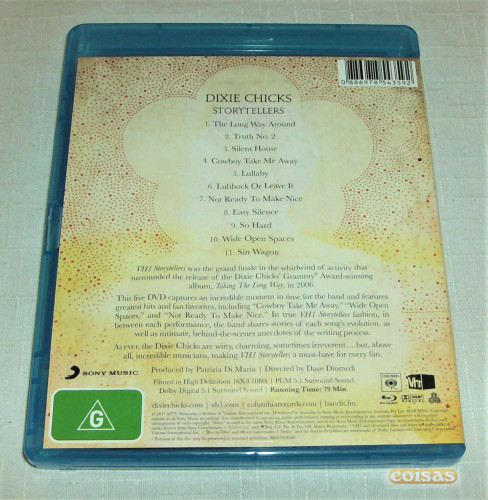 0 886978 543592
DIXIE CHICKS
STORYTELLERS
1. The Long Way Around
2. Truth No. 2
3. Silent House
4. Cowboy Take Me Away
5. Lullaby
6. Lubbock Or Leave It
7. Not Ready To Make Nice
8. Easy Silence
9. So Hard
10. Wide Open Spaces
11. Sin Wagon
VH1 Storytellers was the grand finale in the whirlwind of activity that
surrounded the release of the Dixie Chicks' Grammy® Award-winning
album, Taking The Long Way, in 2006.
This live DVD captures an incredible moment in time for the band and features
greatest hits and fan favorites, including "Cowboy Take Me Away," "Wide Open
Spaces," and "Not Ready To Make Nice." In true VH1 Storytellers fashion, in
between each performance, the band shares stories of each song's evolution, as
well as intimate, behind-the-scenes anecdotes of the writing process.
As ever, the Dixie Chicks are witty, charming, sometimes irreverant... but, above
all, incredible musicians, making VH1 Storytellers a must-have for every fan.
SONY MUSIC
Produced by Patrizia Di Maria | Directed by Dave Diomedi
Filmed in High Definition 16X9 1080i | PCM 5.1 Surround Sound
Dolby Digital 5.1 Surround Sound | Running Time: 79 Min
dixiechicks.com | vh1.com | columbiarecords.com | bandit.fm
G
COLUMBIA
VH1
coisas